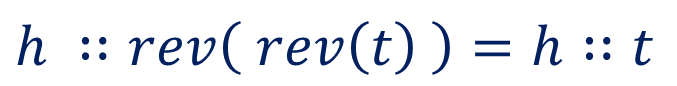 h :: rev( rev(t) ) = h :: t